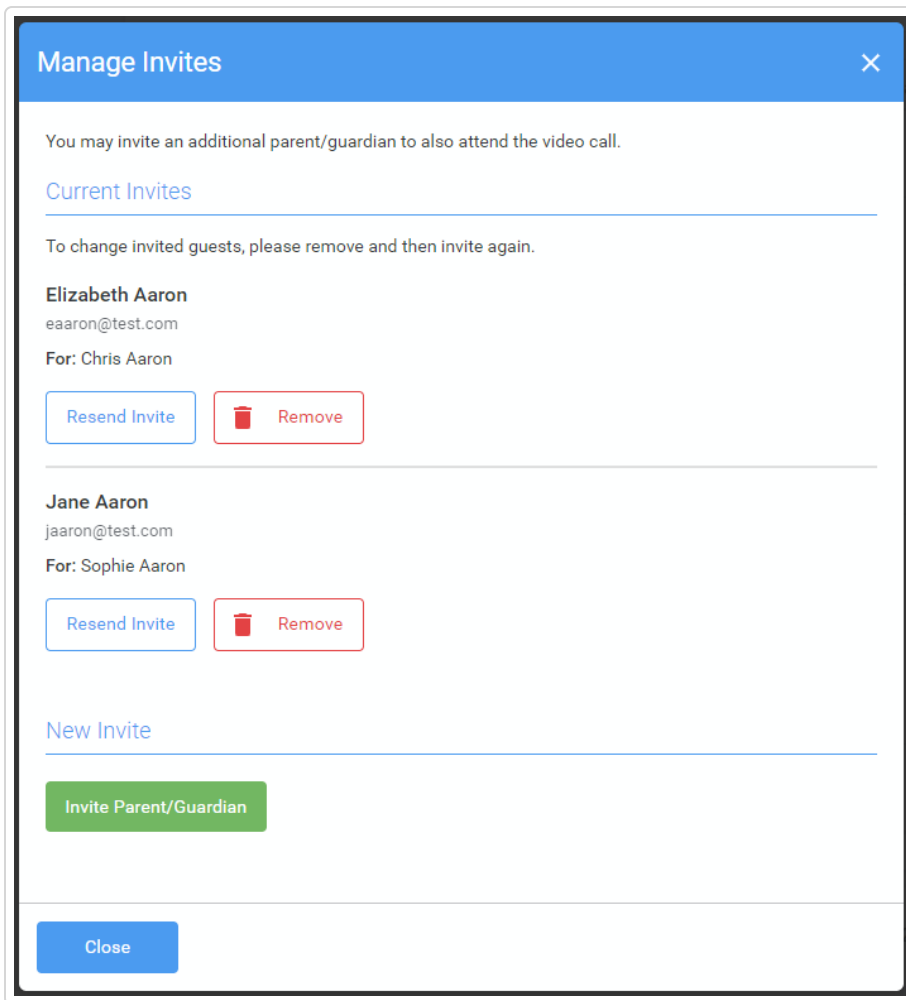 Manage Invites
You may invite an additional parent/guardian to also attend the video call.
Current Invites
To change invited guests, please remove and then invite again.
Elizabeth Aaron
eaaron@test.com
For: Chris Aaron
Resend Invite Remove
Jane Aaron
jaaron@test.com
For: Sophie Aaron
Resend Invite Remove
New Invite
Invite Parent/Guardian
Close